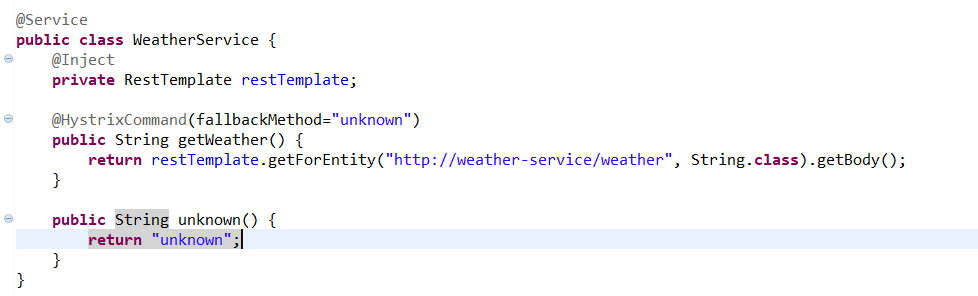 @Service
public class WeatherService {
@Inject
private RestTemplate restTemplate;
@HystrixCommand(fallbackMethod="unknown")
public String getWeather() {
return restTemplate.getForEntity("http://weather-service/weather", String.class).getBody();
}
public String unknown() {
return "unknown";
}
}